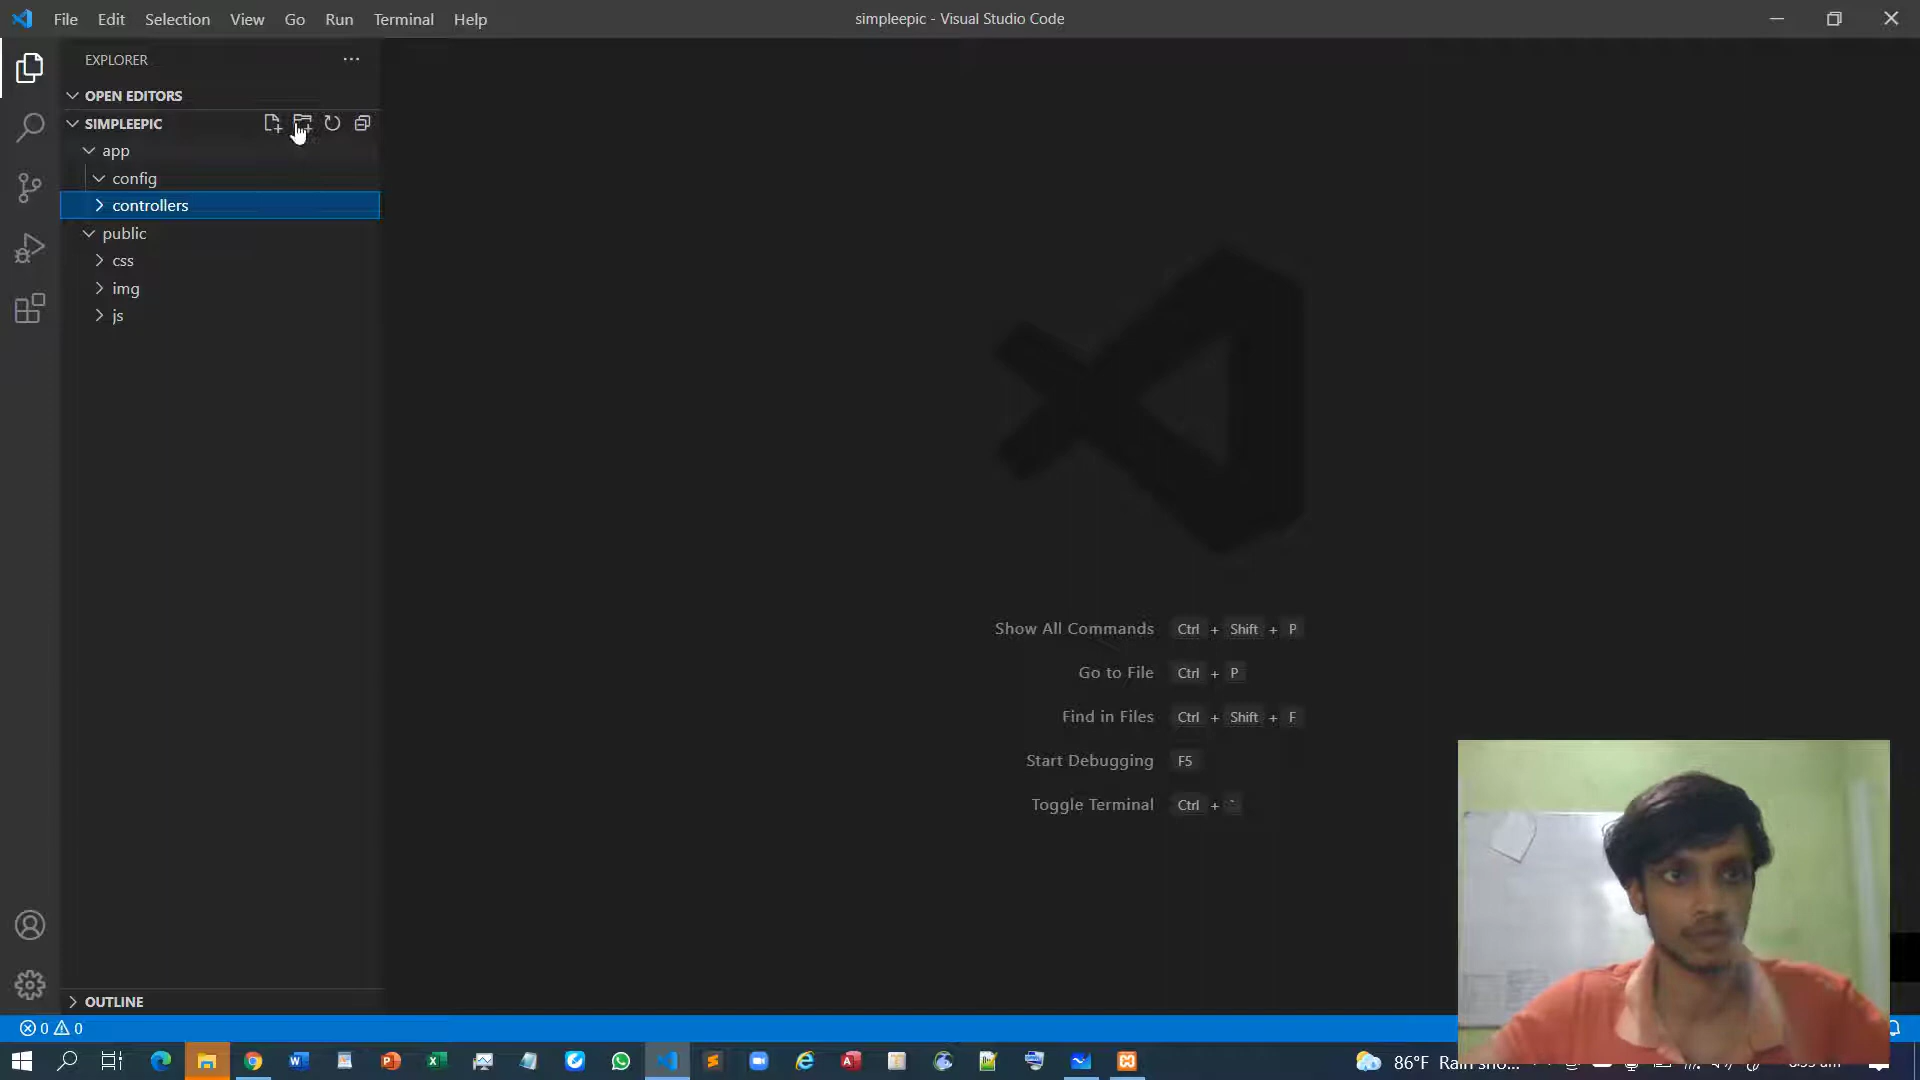 File Edit Selection View Go Run Terminal Help
simpleepic - Visual Studio Code
EXPLORER
OPEN EDITORS
SIMPLEEPIC
app
config
controllers
public
css
img
js
Show All Commands Ctrl + Shift + P
Go to File Ctrl + P
Find in Files Ctrl + Shift + F
Start Debugging F5
Toggle Terminal Ctrl + `
OUTLINE
0 0
86°F Rain sho...